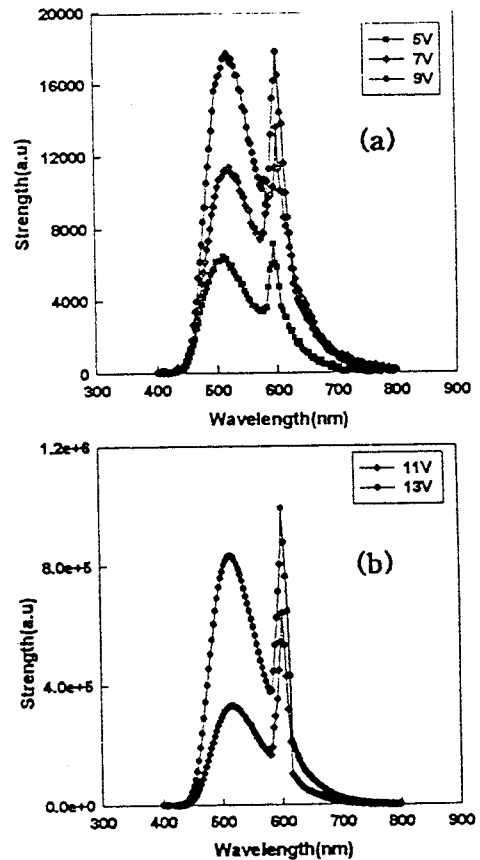 20000
16000
12000
8000
4000
0
Strength(a.u)
5V
7V
9V
(a)
300 400 500 600 700 800 900
Wavelength(nm)
1.2e+6
8.0e+5
4.0e+5
0.0e+0
Strength(a.u)
11V
13V
(b)
300 400 500 600 700 800 900
Wavelength(nm)